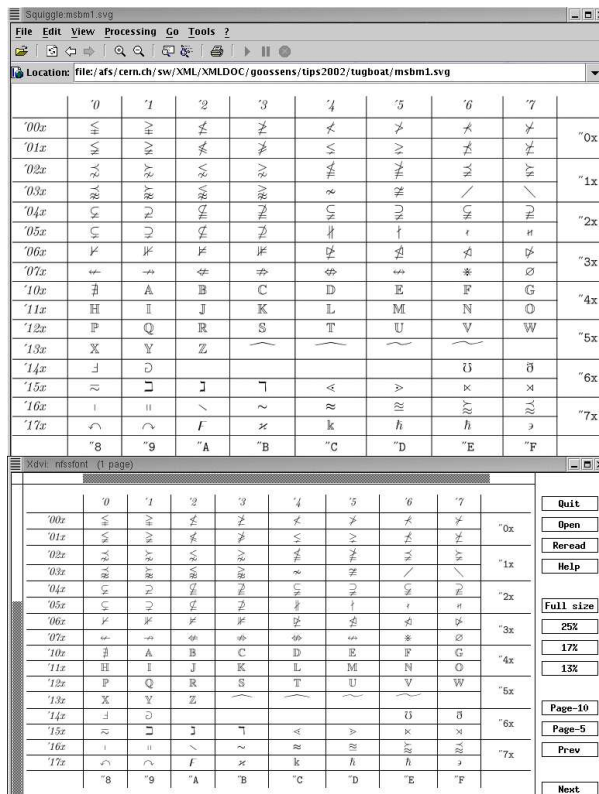 Squiggle:msbm1.svg
File Edit View Processing Go Tools ?
Location: file:/afs/cern.ch/sw/XML/XMLDOC/goossens/tips2002/tugboat/msbm1.svg
´0 ´1 ´2 ´3 ´4 ´5 ´6 ´7
´00x ≨ ≩ ≰ ≱ ≮ ≯ ⊀ ⊁
˝0x
´01x
´02x
˝1x
´03x
´04x
˝2x
´05x
´06x
˝3x
´07x
´10x ∄ 𝔸 𝔹 ℂ 𝔻 𝔼 𝔽 𝔾
˝4x
´11x ℍ 𝕀 𝕁 𝕂 𝕃 𝕄 ℕ 𝕆
´12x ℙ ℚ ℝ 𝕊 𝕋 𝕌 𝕍 𝕎
˝5x
´13x 𝕏 𝕐 ℤ
´14x Ⅎ ℧ ð
˝6x
´15x ≂ ℶ ℷ ℸ ⋖ ⋗ ⋉ ⋊
´16x
˝7x
´17x
˝8 ˝9 ˝A ˝B ˝C ˝D ˝E ˝F
Xdvi: nfssfont (1 page)
´0 ´1 ´2 ´3 ´4 ´5 ´6 ´7
Quit
´00x
˝0x
Open
´01x
Reread
´02x
˝1x
Help
´03x
´04x
˝2x
Full size
´05x
´06x
˝3x
25%
´07x
17%
´10x ∄ 𝔸 𝔹 ℂ 𝔻 𝔼 𝔽 𝔾
˝4x
13%
´11x ℍ 𝕀 𝕁 𝕂 𝕃 𝕄 ℕ 𝕆
´12x ℙ ℚ ℝ 𝕊 𝕋 𝕌 𝕍 𝕎
˝5x
´13x 𝕏 𝕐 ℤ
Page-10
´14x Ⅎ ℧ ð
˝6x
Page-5
´15x ≂ ℶ ℷ ℸ ⋖ ⋗ ⋉ ⋊
Prev
´16x
˝7x
´17x
˝8 ˝9 ˝A ˝B ˝C ˝D ˝E ˝F
Next